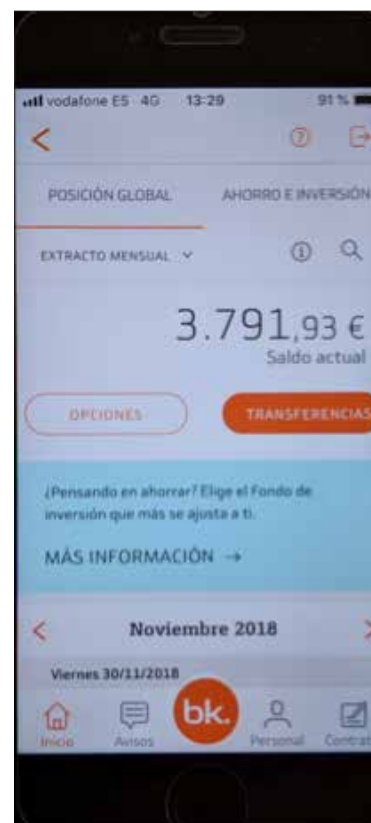 vodafone ES 4G 13:29 91 %
POSICIÓN GLOBAL AHORRO E INVERSIÓN
EXTRACTO MENSUAL
3.791,93 €
Saldo actual
OPCIONES TRANSFERENCIAS
¿Pensando en ahorrar? Elige el Fondo de
inversión que más se ajusta a ti.
MÁS INFORMACIÓN →
Noviembre 2018
Viernes 30/11/2018
bk.
Inicio Avisos Personal Contrat